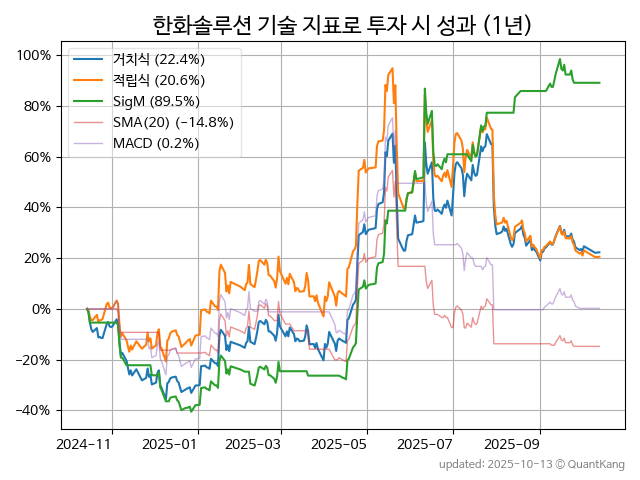 한화솔루션 기술 지표로 투자 시 성과 (1년)
거치식 (22.4%)
적립식 (20.6%)
SigM (89.5%)
SMA(20) (-14.8%)
MACD (0.2%)
100%
80%
60%
40%
20%
0%
−20%
−40%
2024-11
2025-01
2025-03
2025-05
2025-07
2025-09
updated: 2025-10-13 © QuantKang